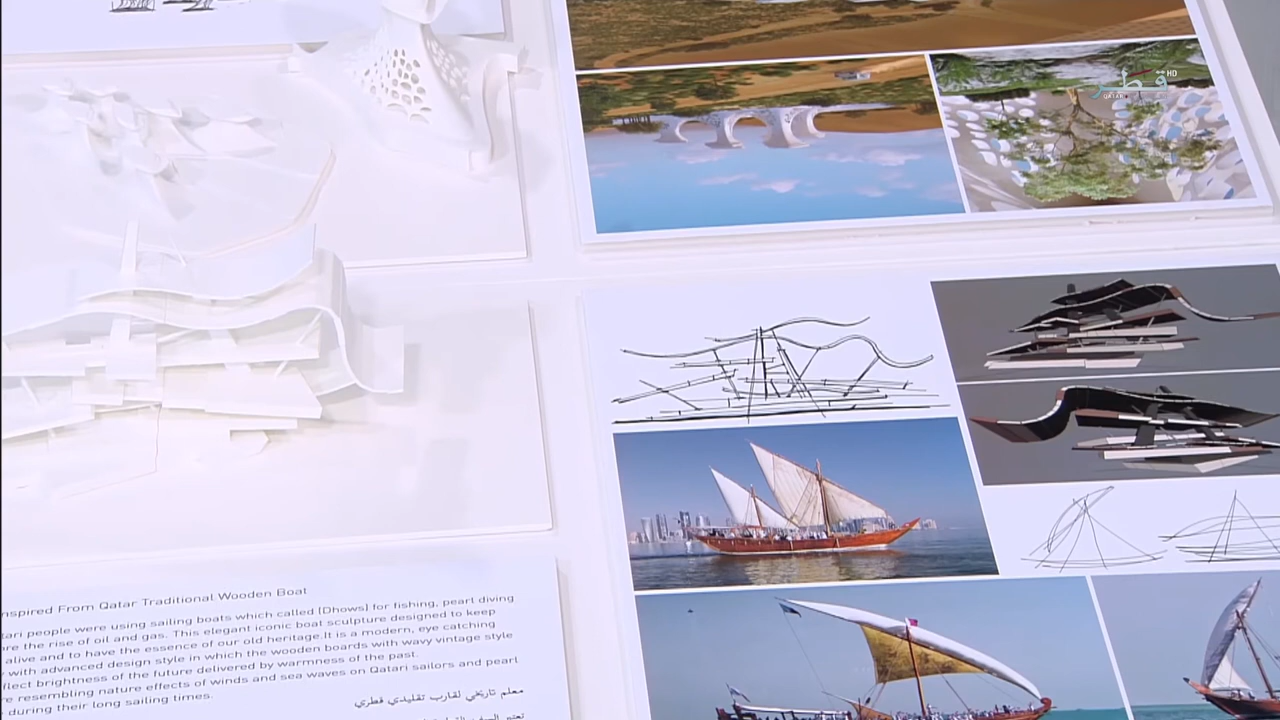 قطر HD
QATAR
nspired From Qatar Traditional Wooden Boat
tari people were using sailing boats which called (Dhows) for fishing, pearl diving
ore the rise of oil and gas. This elegant iconic boat sculpture designed to keep
alive and to have the essence of our old heritage.It is a modern, eye catching
y with advanced design style in which the wooden boards with wavy vintage style
flect brightness of the future delivered by warmness of the past.
re resembling nature effects of winds and sea waves on Qatari sailors and pearl
during their long sailing times.
معلم تاريخي لقارب تقليدي قطري